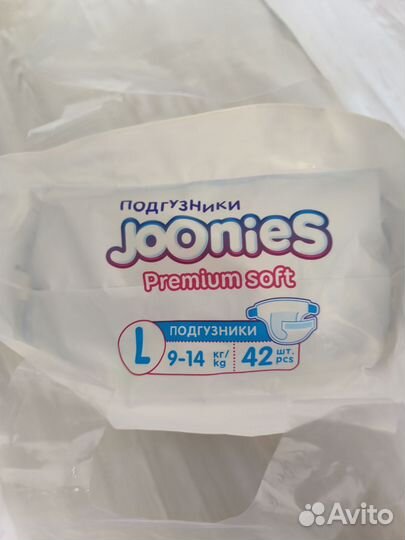 ПОДГУЗНИКИ
JOONIES
Premium soft
L ПОДГУЗНИКИ
9-14 кг/kg 42 шт. pcs
Avito